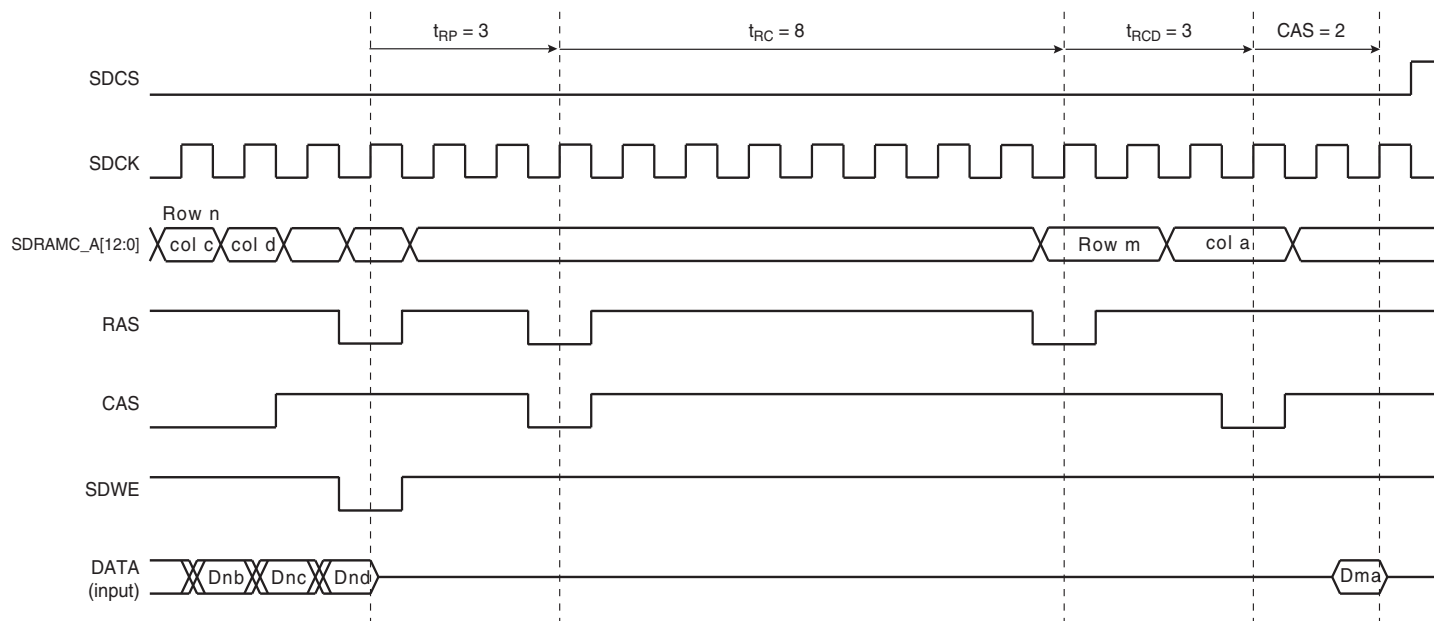 tRP = 3 tRC = 8 tRCD = 3 CAS = 2
SDCS
SDCK
Row n
SDRAMC_A[12:0] col c col d Row m col a
RAS
CAS
SDWE
DATA
(input) Dnb Dnc Dnd Dma